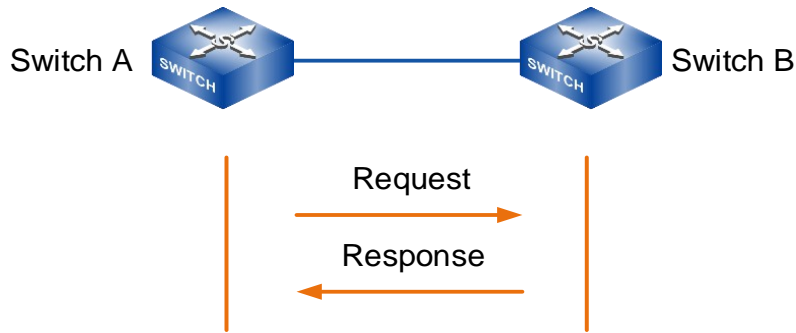 Switch A
SWITCH
SWITCH
Switch B
Request
Response